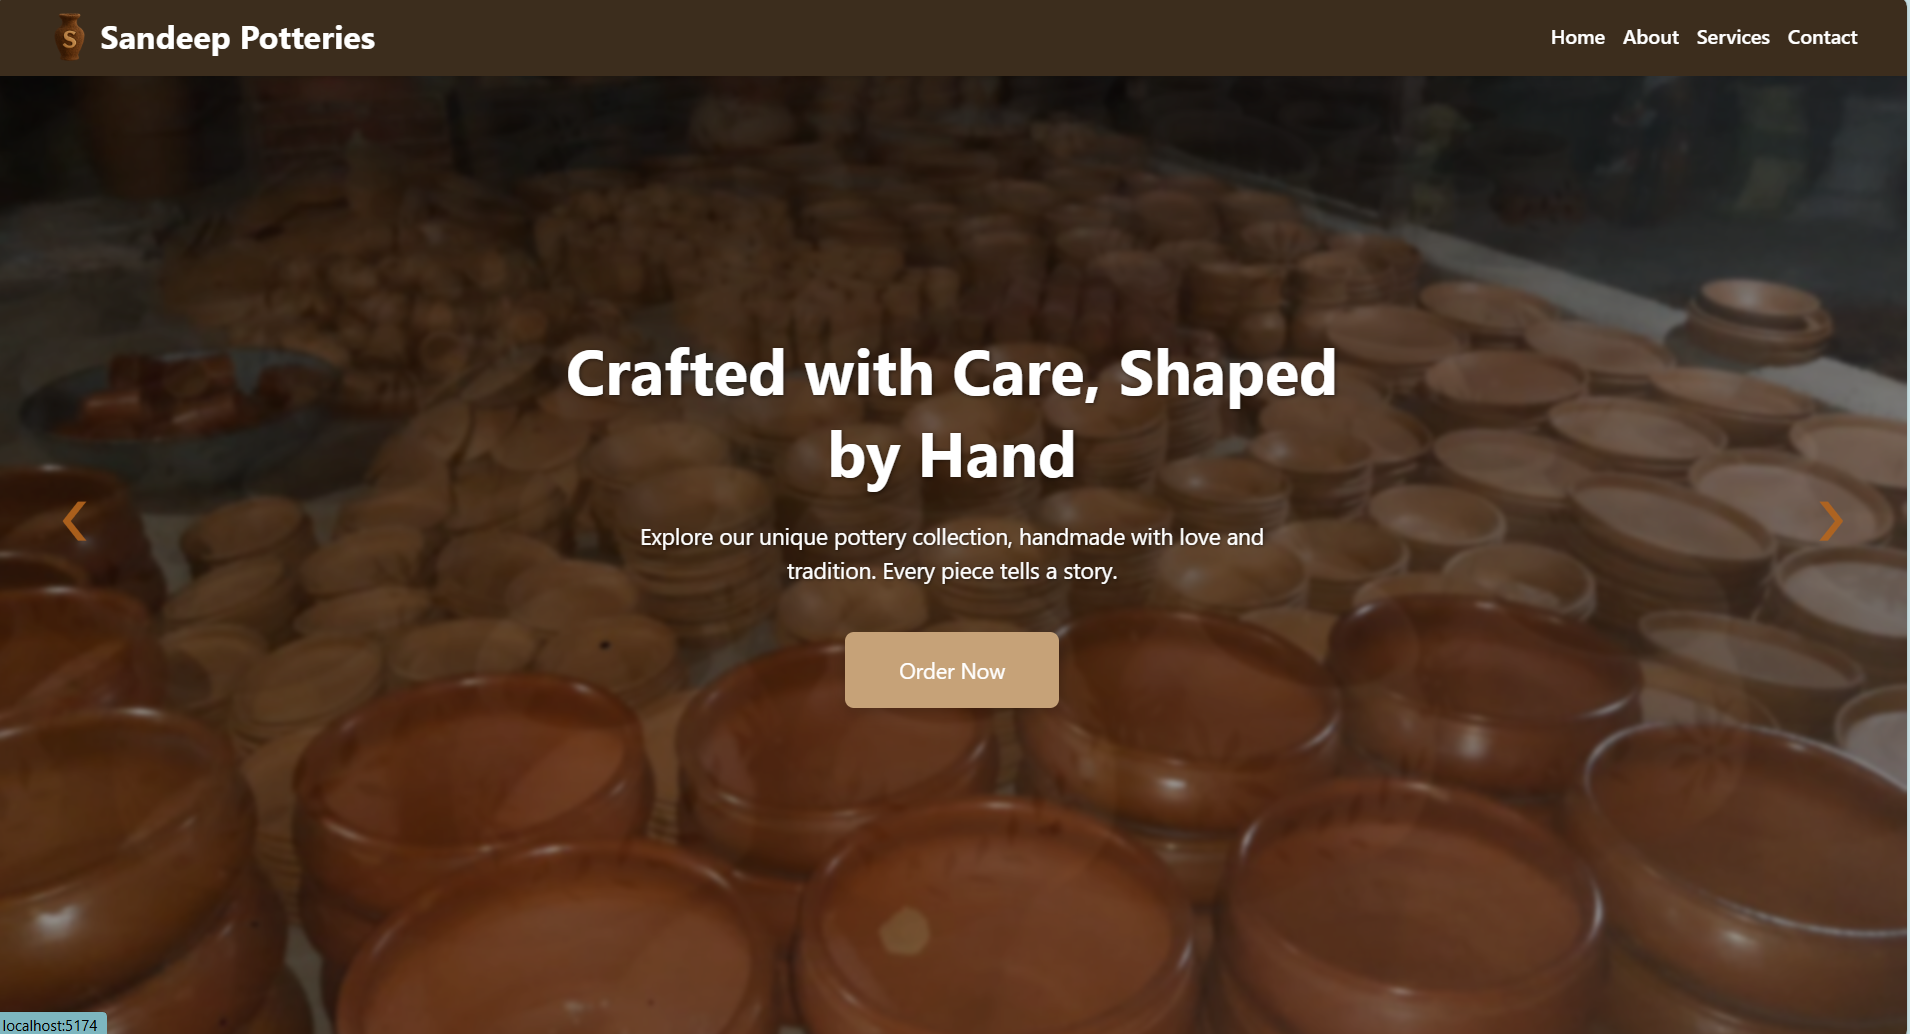 S
Sandeep Potteries
Home About Services Contact
Crafted with Care, Shaped
by Hand
Explore our unique pottery collection, handmade with love and
tradition. Every piece tells a story.
Order Now
localhost:5174